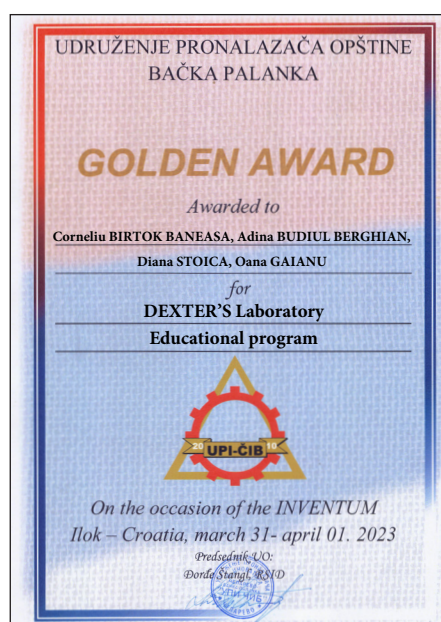 UDRUŽENJE PRONALAZAČA OPŠTINE
BAČKA PALANKA
GOLDEN AWARD
Awarded to
Corneliu BIRTOK BANEASA, Adina BUDIUL BERGHIAN,
Diana STOICA, Oana GAIANU
for
DEXTER'S Laboratory
Educational program
20 UPI-ČIB 10
On the occasion of the INVENTUM
Ilok – Croatia, march 31- april 01. 2023
Predsednik UO:
Đorđe Štangl, RSID